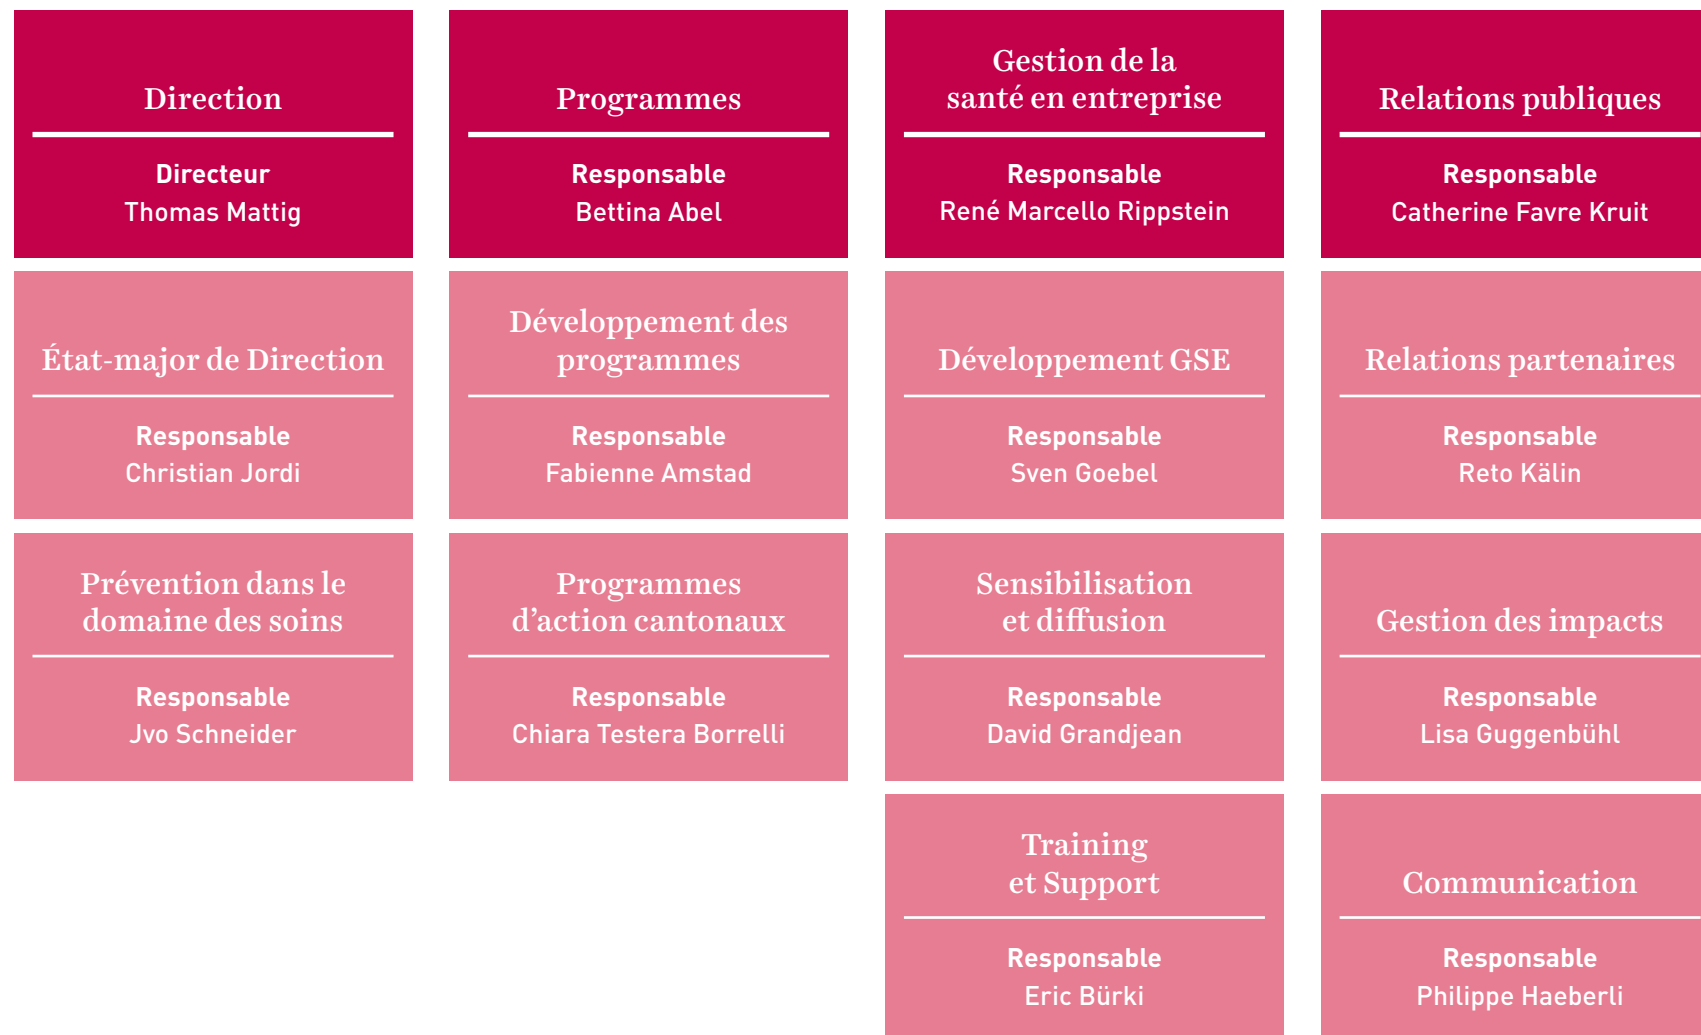 Direction
Directeur
Thomas Mattig
Programmes
Responsable
Bettina Abel
Gestion de la
santé en entreprise
Responsable
René Marcello Rippstein
Relations publiques
Responsable
Catherine Favre Kruit
État-major de Direction
Responsable
Christian Jordi
Développement des
programmes
Responsable
Fabienne Amstad
Développement GSE
Responsable
Sven Goebel
Relations partenaires
Responsable
Reto Kälin
Prévention dans le
domaine des soins
Responsable
Jvo Schneider
Programmes
d’action cantonaux
Responsable
Chiara Testera Borrelli
Sensibilisation
et diffusion
Responsable
David Grandjean
Gestion des impacts
Responsable
Lisa Guggenbühl
Training
et Support
Responsable
Eric Bürki
Communication
Responsable
Philippe Haeberli